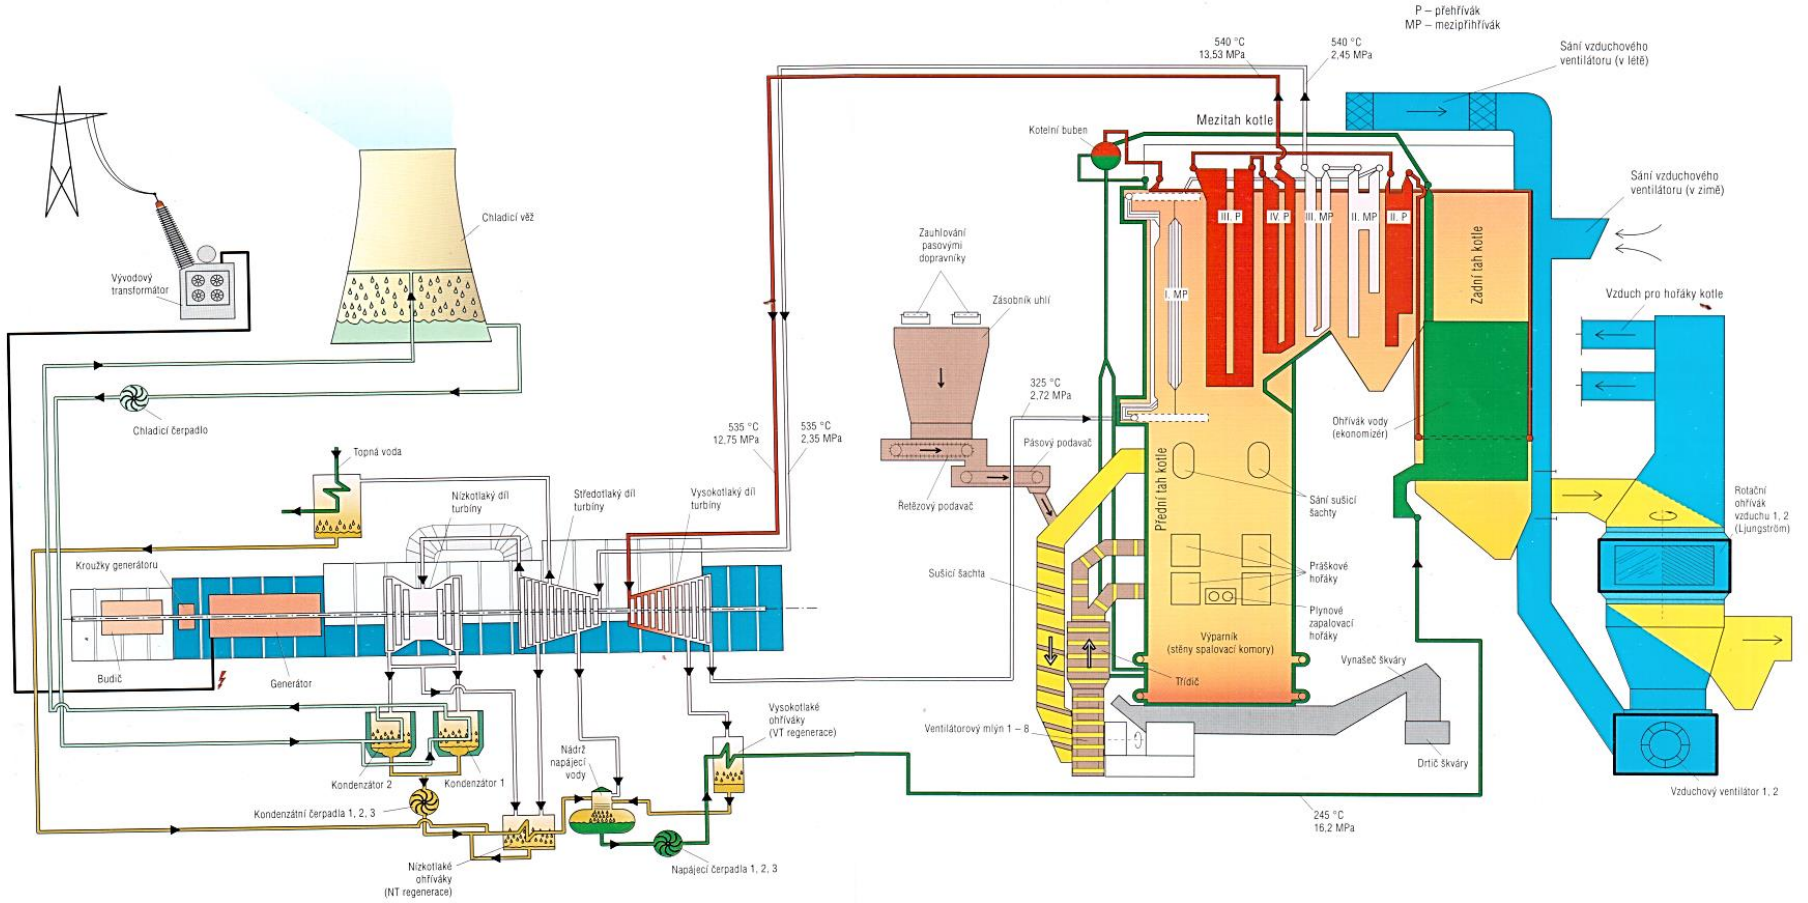 P – přehřívák
MP – mezipřihřívák
540 °C
13,53 MPa
540 °C
2,45 MPa
Sání vzduchového
ventilátoru (v létě)
Mezitah kotle
Kotelní buben
Sání vzduchového
ventilátoru (v zimě)
Chladicí věž
Zauhlování
pasovými
dopravníky
III. P
IV. P
III. MP
II. MP
II. P
Zadní tah kotle
Vývodový
transformátor
Zásobník uhlí
I. MP
Vzduch pro hořáky kotle
325 °C
2,72 MPa
Chladicí čerpadlo
535 °C
12,75 MPa
535 °C
2,35 MPa
Ohřívák vody
(ekonomizér)
Topná voda
Pásový podavač
Přední tah kotle
Nízkotlaký díl
turbíny
Středotlaký díl
turbíny
Vysokotlaký díl
turbíny
Řetězový podavač
Sání sušicí
šachty
Rotační
ohřívák
vzduchu 1, 2
(Ljungström)
Kroužky generátoru
Sušicí šachta
Práškové
hořáky
Plynové
zapalovací
hořáky
Výparník
(stěny spalovací komory)
Budič
Generátor
Třídič
Vynašeč škváry
Vysokotlaké
ohříváky
(VT regenerace)
Ventilátorový mlýn 1 – 8
Nádrž
napájecí
vody
Drtič škváry
Kondenzátor 2
Kondenzátor 1
Vzduchový ventilátor 1, 2
Kondenzátní čerpadla 1, 2, 3
245 °C
16,2 MPa
Nízkotlaké
ohříváky
(NT regenerace)
Napájecí čerpadla 1, 2, 3